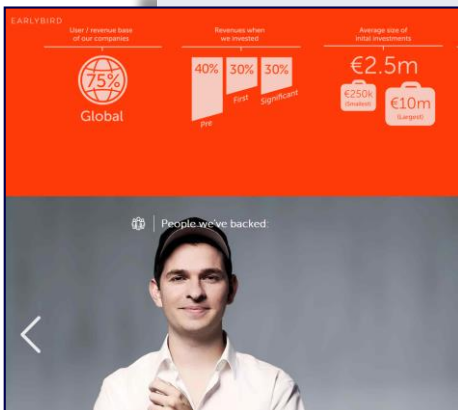 EARLYBIRD
User / revenue base
of our companies
75%
Global
Revenues when
we invested
40%
30%
30%
Pre
First
Significant
Average size of
inital investments
€2.5m
€250k
(Smallest)
€10m
(Largest)
People we've backed: